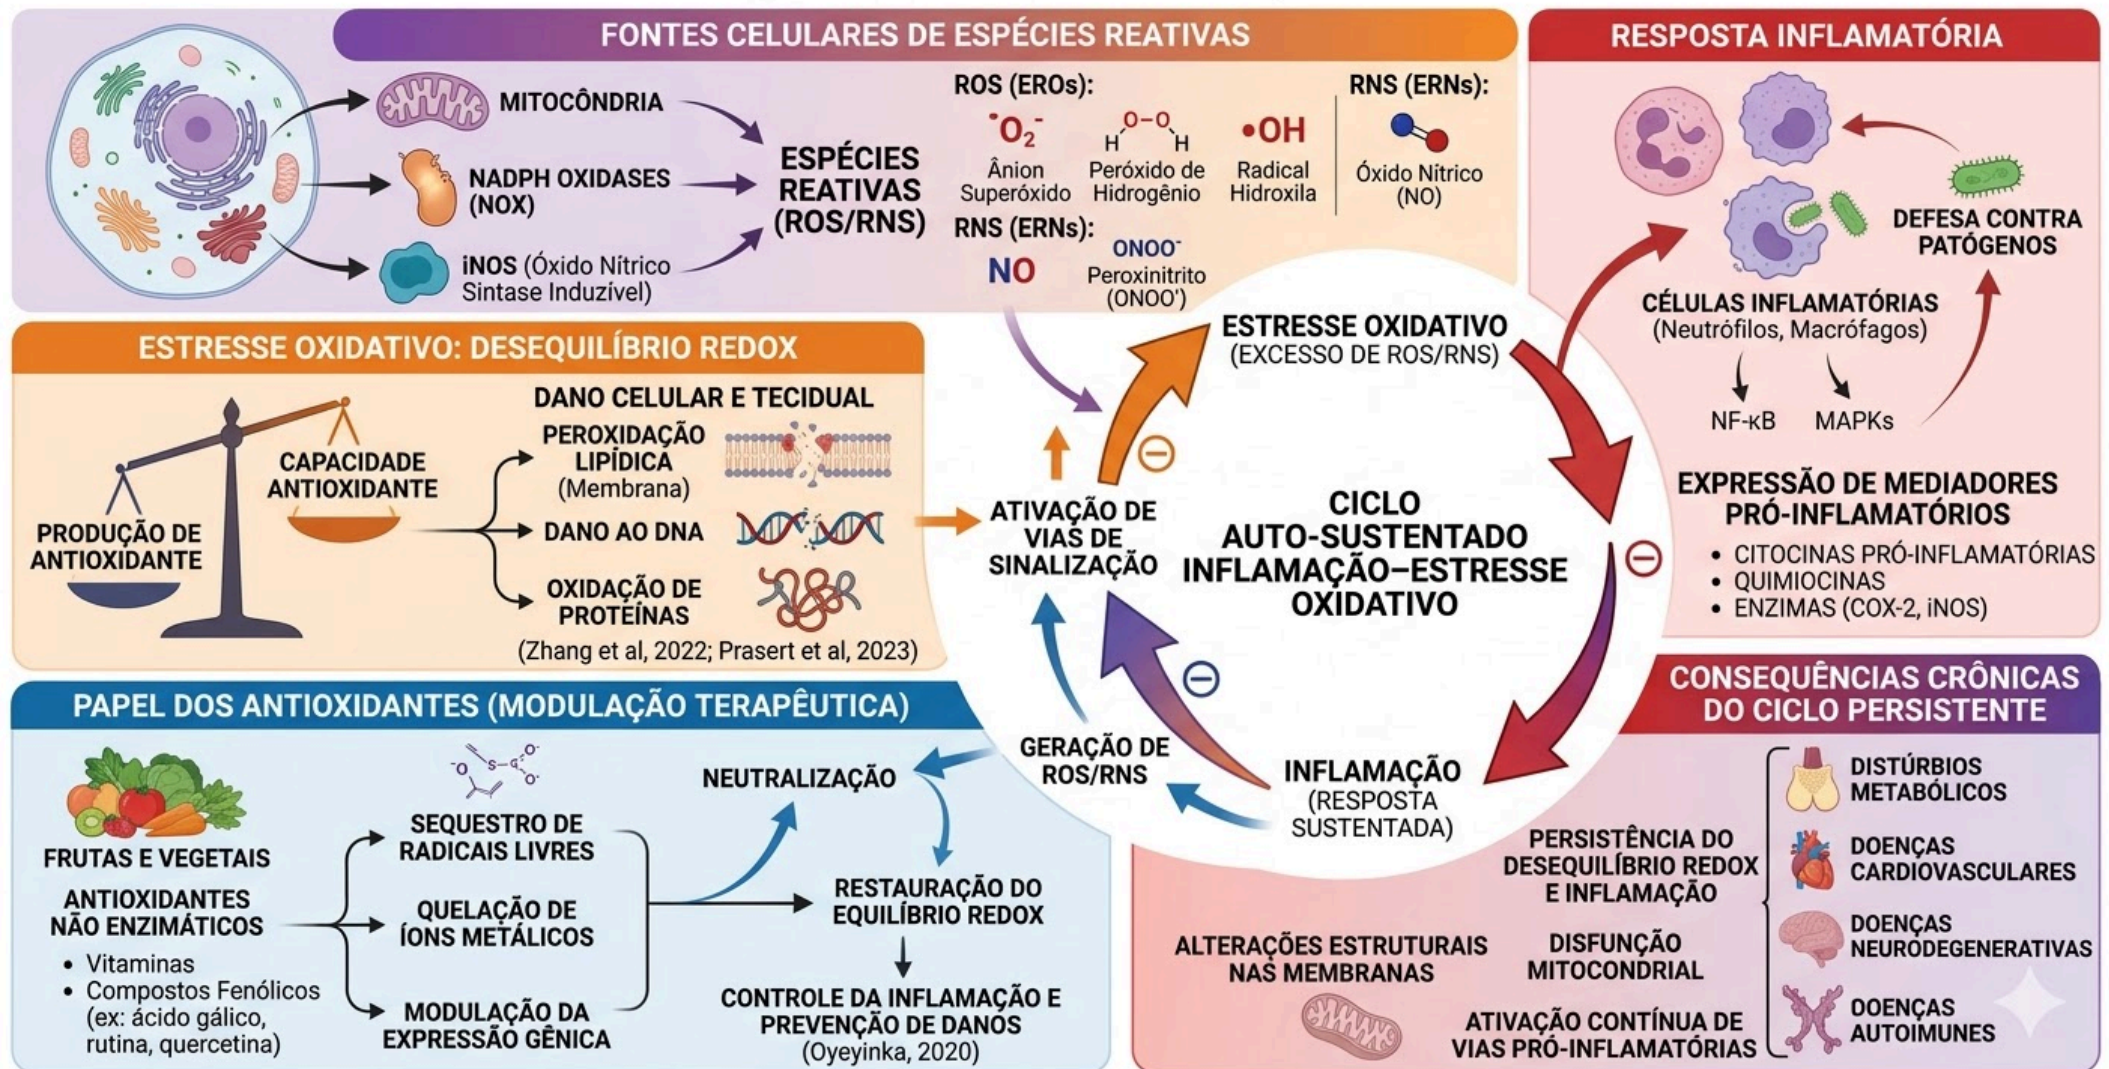 FONTES CELULARES DE ESPÉCIES REATIVAS
MITOCÔNDRIA
NADPH OXIDASES
(NOX)
iNOS (Óxido Nítrico
Sintase Induzível)
ESPÉCIES
REATIVAS
(ROS/RNS)
ROS (EROs):
•O₂⁻
Ânion
Superóxido
O–O
H H
Peróxido de
Hidrogênio
•OH
Radical
Hidroxila
RNS (ERNs):
Óxido Nítrico
(NO)
RNS (ERNs):
NO
ONOO⁻
Peroxinitrito
(ONOO')
RESPOSTA INFLAMATÓRIA
DEFESA CONTRA
PATÓGENOS
CÉLULAS INFLAMATÓRIAS
(Neutrófilos, Macrófagos)
NF-κB MAPKs
EXPRESSÃO DE MEDIADORES
PRÓ-INFLAMATÓRIOS
• CITOCINAS PRÓ-INFLAMATÓRIAS
• QUIMIOCINAS
• ENZIMAS (COX-2, iNOS)
ESTRESSE OXIDATIVO: DESEQUILÍBRIO REDOX
PRODUÇÃO DE
ANTIOXIDANTE
CAPACIDADE
ANTIOXIDANTE
DANO CELULAR E TECIDUAL
PEROXIDAÇÃO
LIPÍDICA
(Membrana)
DANO AO DNA
OXIDAÇÃO DE
PROTEÍNAS
(Zhang et al, 2022; Prasert et al, 2023)
ESTRESSE OXIDATIVO
(EXCESSO DE ROS/RNS)
ATIVAÇÃO DE
VIAS DE
SINALIZAÇÃO
CICLO
AUTO-SUSTENTADO
INFLAMAÇÃO–ESTRESSE
OXIDATIVO
GERAÇÃO DE
ROS/RNS
INFLAMAÇÃO
(RESPOSTA
SUSTENTADA)
PAPEL DOS ANTIOXIDANTES (MODULAÇÃO TERAPÊUTICA)
FRUTAS E VEGETAIS
ANTIOXIDANTES
NÃO ENZIMÁTICOS
• Vitaminas
• Compostos Fenólicos
(ex: ácido gálico,
rutina, quercetina)
SEQUESTRO DE
RADICAIS LIVRES
QUELAÇÃO DE
ÍONS METÁLICOS
MODULAÇÃO DA
EXPRESSÃO GÊNICA
NEUTRALIZAÇÃO
RESTAURAÇÃO DO
EQUILÍBRIO REDOX
CONTROLE DA INFLAMAÇÃO E
PREVENÇÃO DE DANOS
(Oyeyinka, 2020)
CONSEQUÊNCIAS CRÔNICAS
DO CICLO PERSISTENTE
PERSISTÊNCIA DO
DESEQUILÍBRIO REDOX
E INFLAMAÇÃO
ALTERAÇÕES ESTRUTURAIS
NAS MEMBRANAS
DISFUNÇÃO
MITOCONDRIAL
ATIVAÇÃO CONTÍNUA DE
VIAS PRÓ-INFLAMATÓRIAS
DISTÚRBIOS
METABÓLICOS
DOENÇAS
CARDIOVASCULARES
DOENÇAS
NEURODEGENERATIVAS
DOENÇAS
AUTOIMUNES